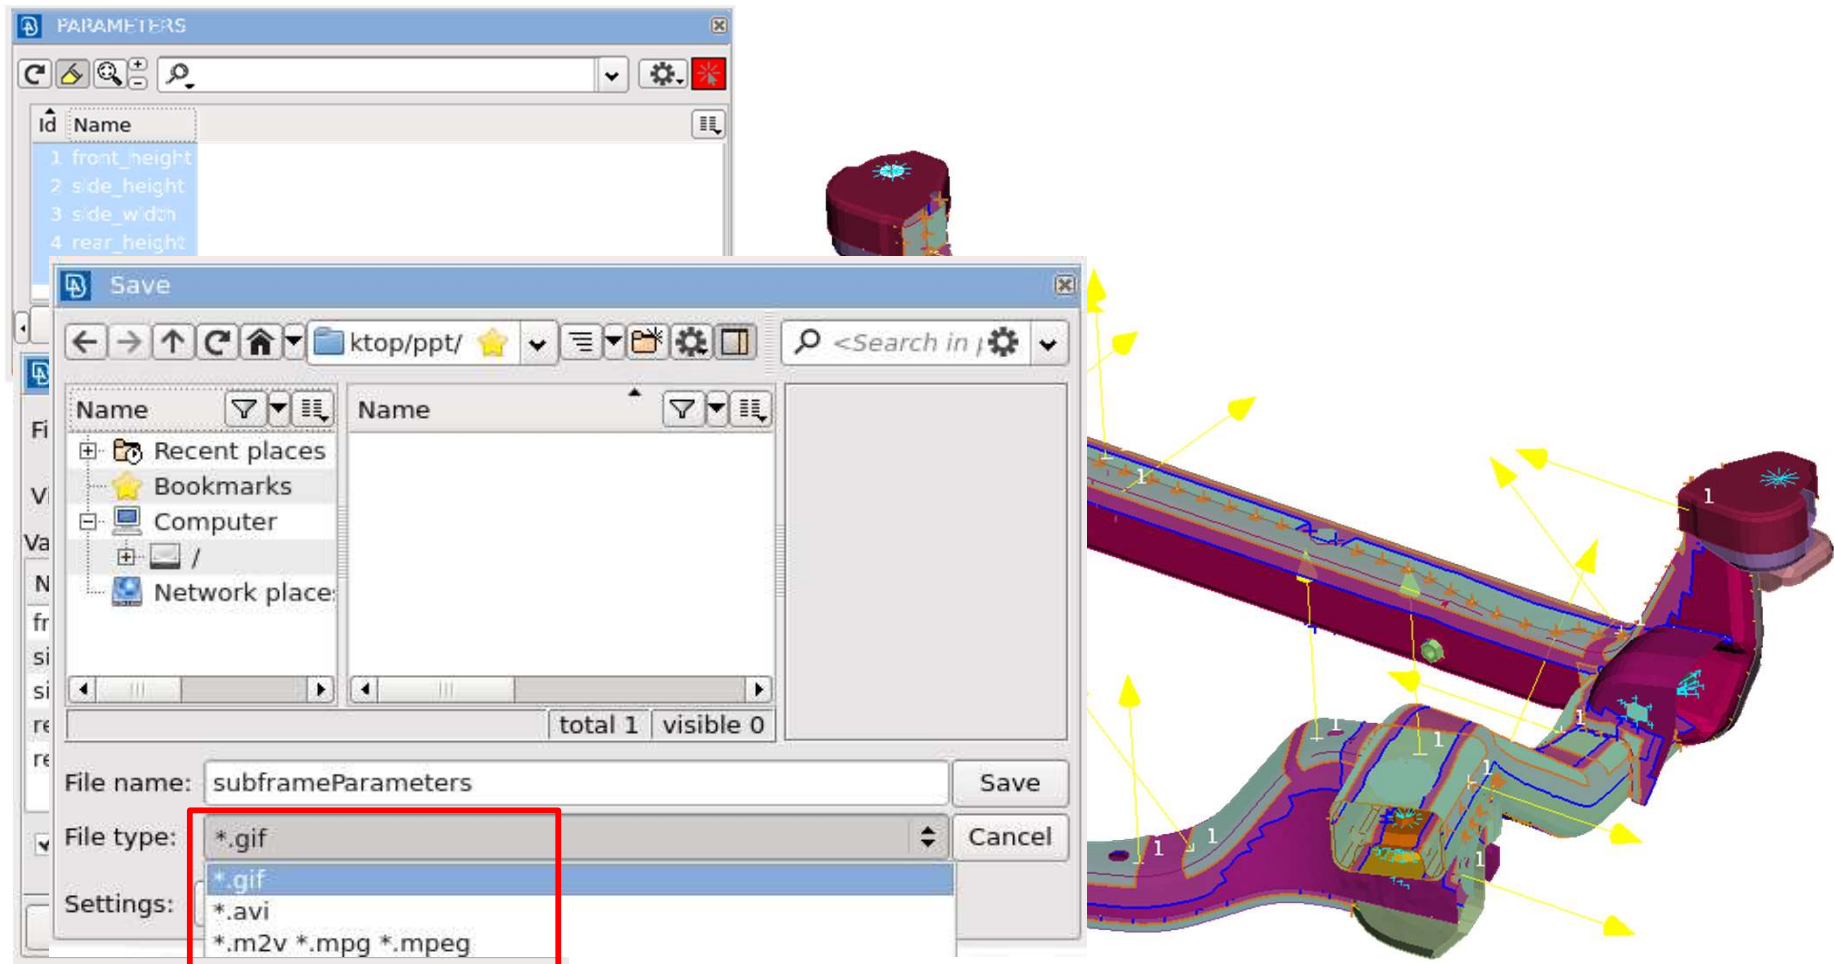 PARAMETERS
Id Name
1 front_height
2 side_height
3 side_width
4 rear_height
Save
ktop/ppt/
<Search in
Fi
Vi
Va
N
fr
si
si
re
re
Name
Name
Recent places
Bookmarks
Computer
/
Network place
total 1 visible 0
File name: subframeParameters Save
File type: *.gif Cancel
*.gif
Settings:
*.avi
*.m2v *.mpg *.mpeg
1
1
1
1
1
1
1
1
1
1